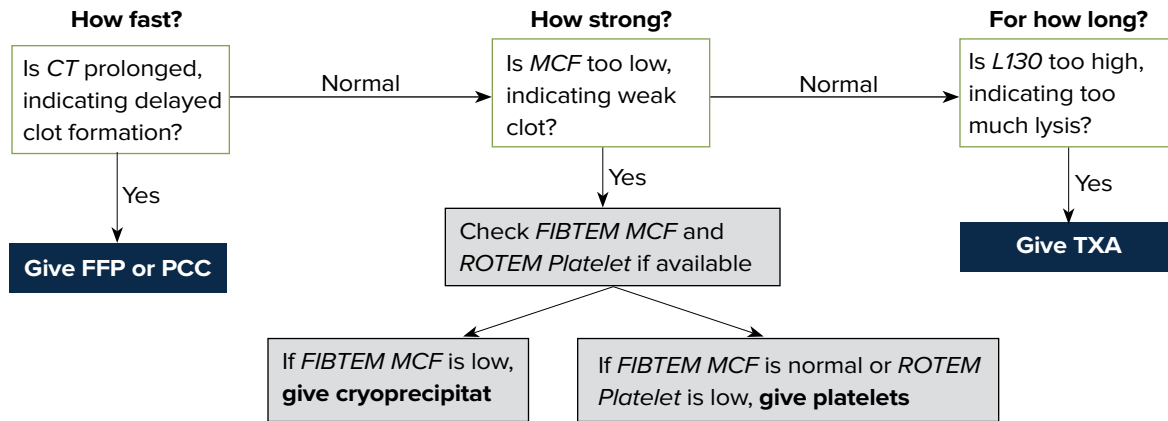 How fast?
Is CT prolonged,
indicating delayed
clot formation?
Normal
Yes
Give FFP or PCC
How strong?
Is MCF too low,
indicating weak
clot?
Normal
Yes
Check FIBTEM MCF and
ROTEM Platelet if available
If FIBTEM MCF is low,
give cryoprecipitat
If FIBTEM MCF is normal or ROTEM
Platelet is low, give platelets
For how long?
Is L130 too high,
indicating too
much lysis?
Yes
Give TXA